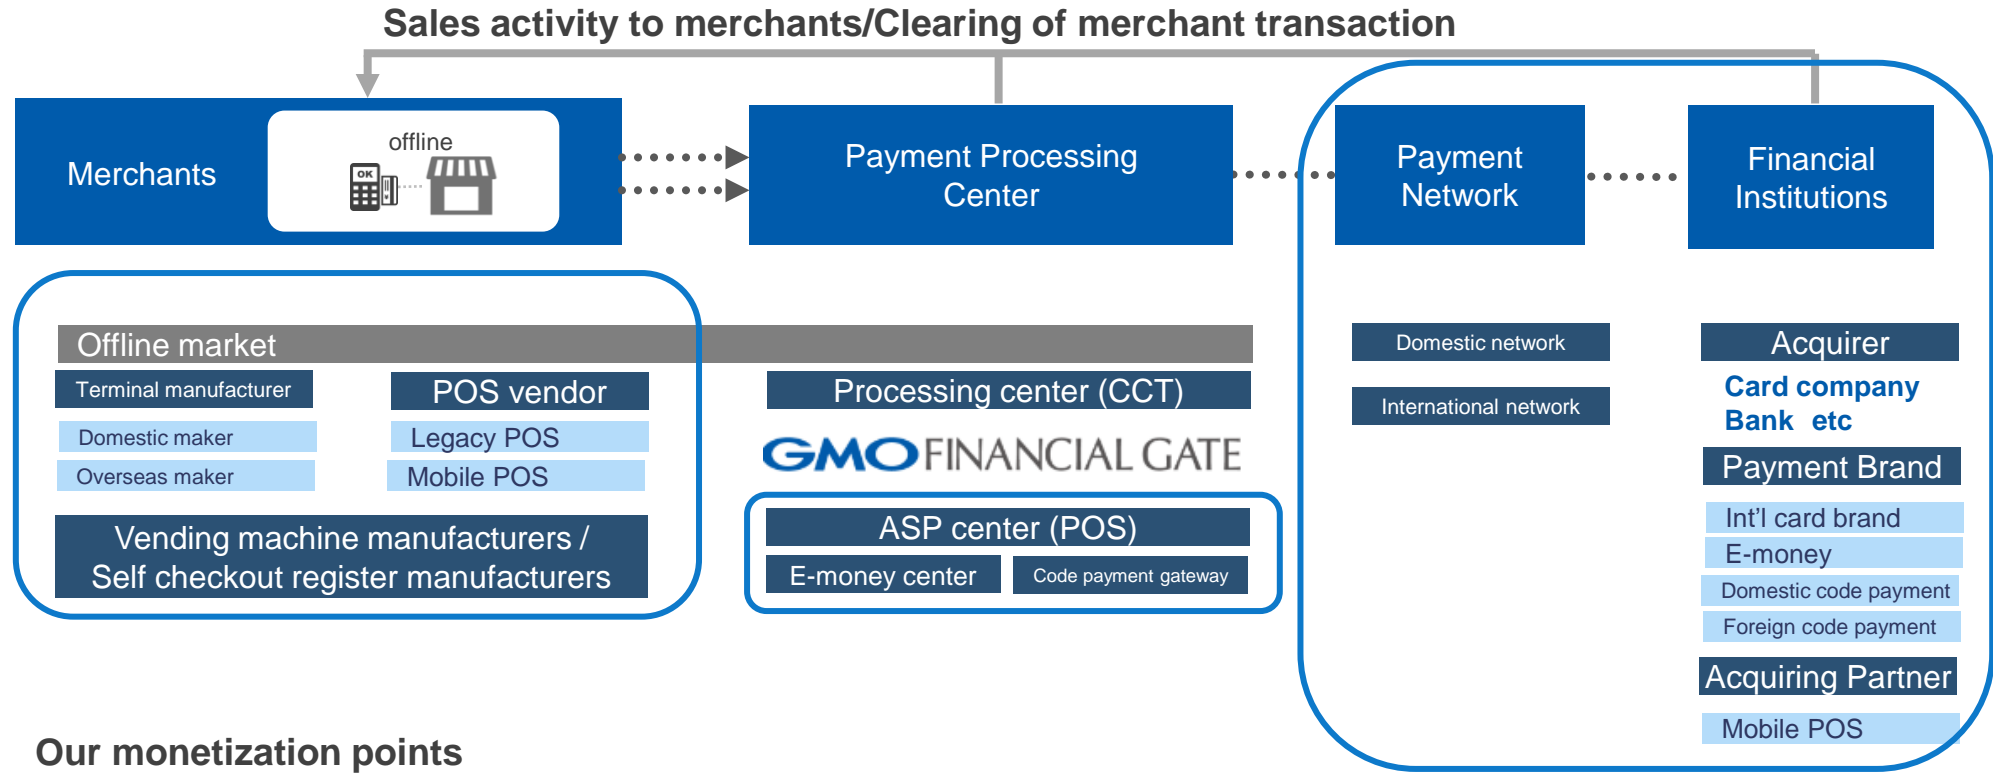 Sales activity to merchants/Clearing of merchant transaction
Merchants
offline
OK
Payment Processing
Center
Payment
Network
Financial
Institutions
Offline market
Terminal manufacturer
Domestic maker
Overseas maker
POS vendor
Legacy POS
Mobile POS
Vending machine manufacturers /
Self checkout register manufacturers
Processing center (CCT)
GMO FINANCIAL GATE
ASP center (POS)
E-money center
Code payment gateway
Domestic network
International network
Acquirer
Card company
Bank etc
Payment Brand
Int'l card brand
E-money
Domestic code payment
Foreign code payment
Acquiring Partner
Mobile POS
Our monetization points